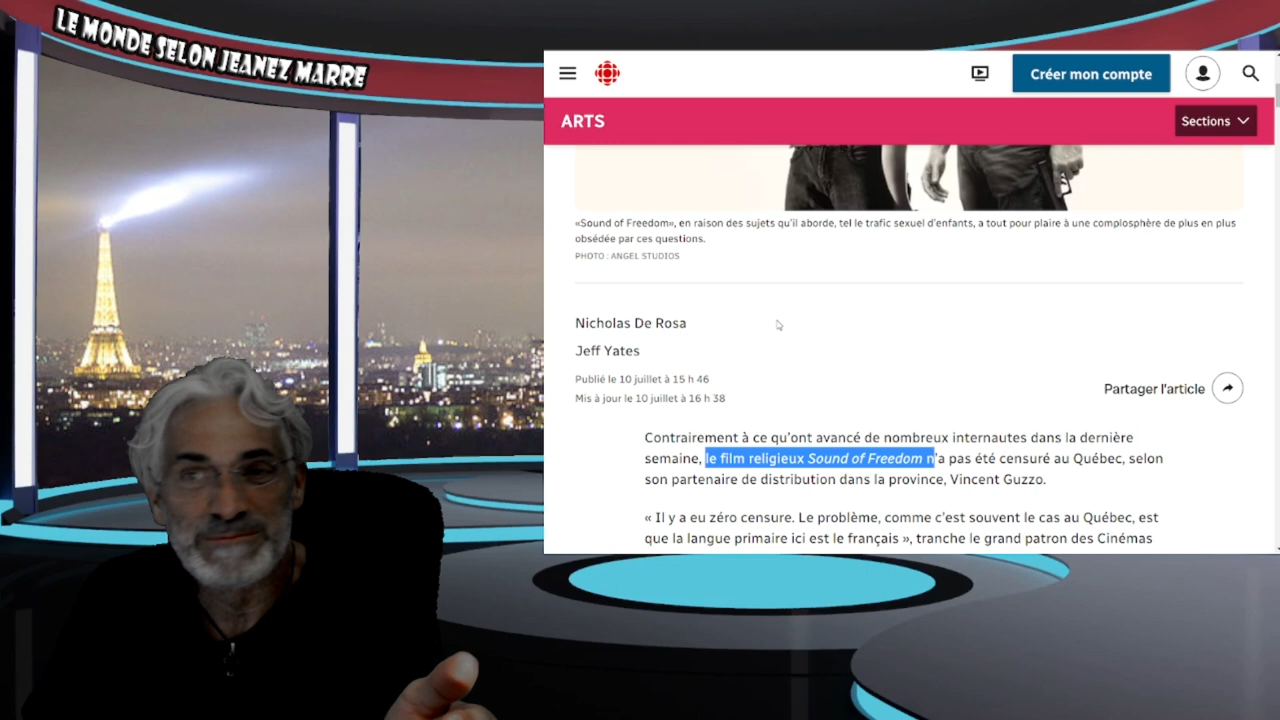 LE MONDE SELON JEANEZ MARRE
Créer mon compte
ARTS
Sections
«Sound of Freedom», en raison des sujets qu'il aborde, tel le trafic sexuel d'enfants, a tout pour plaire à une complosphère de plus en plus
obsédée par ces questions.
PHOTO : ANGEL STUDIOS
Nicholas De Rosa
Jeff Yates
Publié le 10 juillet à 15 h 46
Mis à jour le 10 juillet à 16 h 38
Partager l'article
Contrairement à ce qu'ont avancé de nombreux internautes dans la dernière
semaine, le film religieux Sound of Freedom n'a pas été censuré au Québec, selon
son partenaire de distribution dans la province, Vincent Guzzo.
« Il y a eu zéro censure. Le problème, comme c'est souvent le cas au Québec, est
que la langue primaire ici est le français », tranche le grand patron des Cinémas